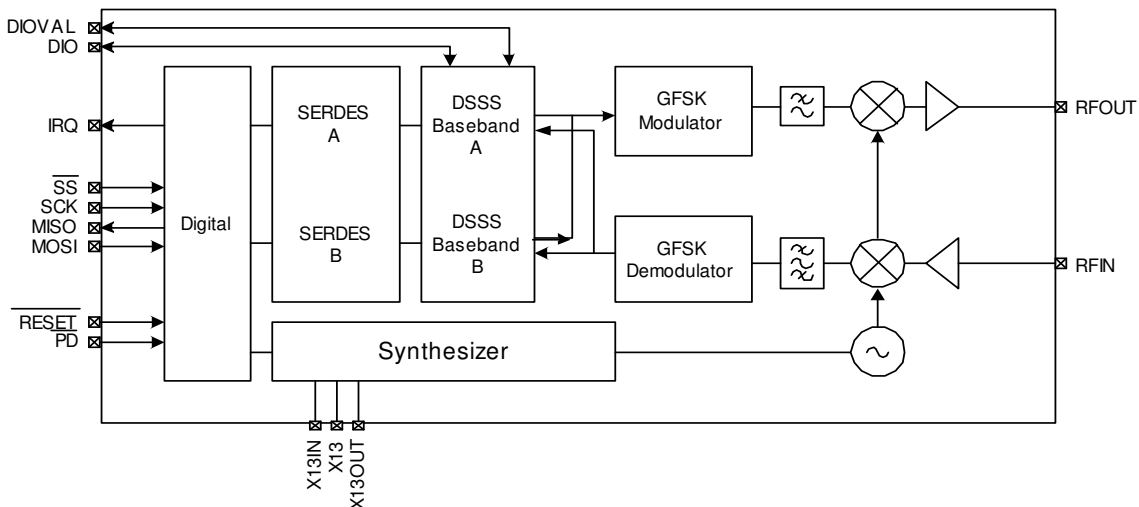 DIOVAL
DIO
IRQ
SS
SCK
MISO
MOSI
RESET
PD
Digital
SERDES
A
SERDES
B
DSSS
Baseband
A
DSSS
Baseband
B
GFSK
Modulator
GFSK
Demodulator
Synthesizer
RFOUT
RFIN
X13IN
X13
X13OUT